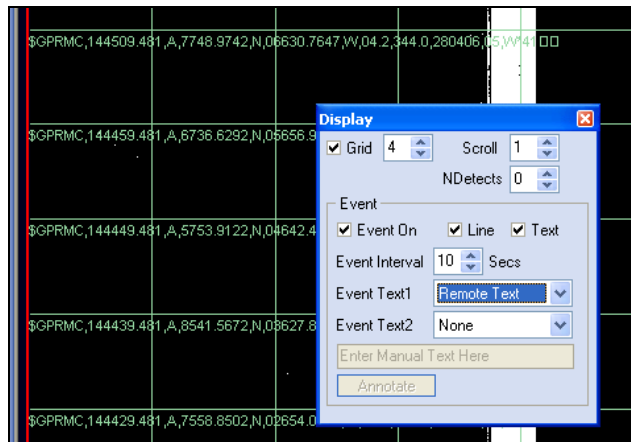 $GPRMC,144509.481,A,7748.9742,N,06630.7647,W,04.2,344.0,280406,05,W*41
$GPRMC,144459.481,A,6736.6292,N,05656.9
$GPRMC,144449.481,A,5753.9122,N,04642.4
$GPRMC,144439.481,A,8541.5672,N,03627.8
$GPRMC,144429.481,A,7558.8502,N,02654.0
Display
Grid 4 Scroll 1
NDetects 0
Event
Event On Line Text
Event Interval 10 Secs
Event Text1 Remote Text
Event Text2 None
Enter Manual Text Here
Annotate